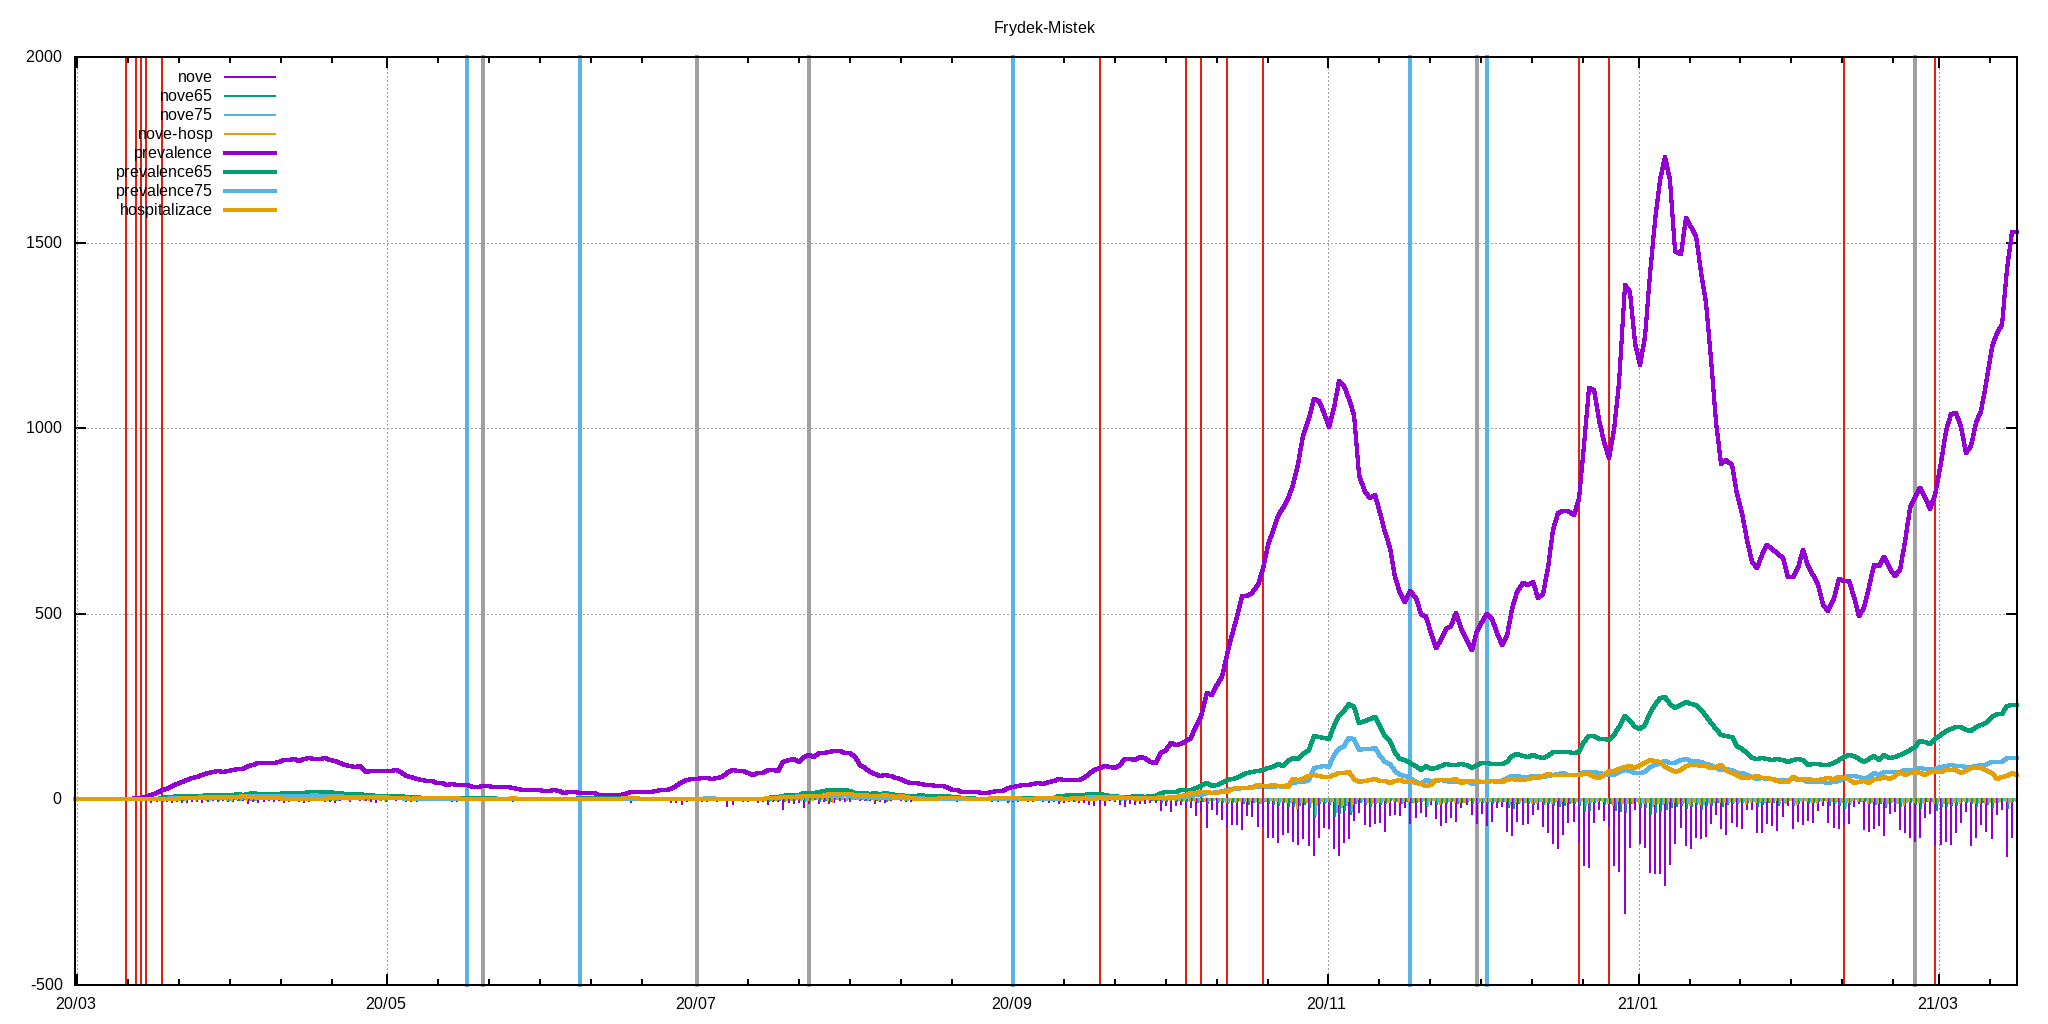 Frydek-Mistek
2000
1500
1000
500
0
-500
nove
nove65
nove75
nove-hosp
prevalence
prevalence65
prevalence75
hospitalizace
20/03 20/05 20/07 20/09 20/11 21/01 21/03